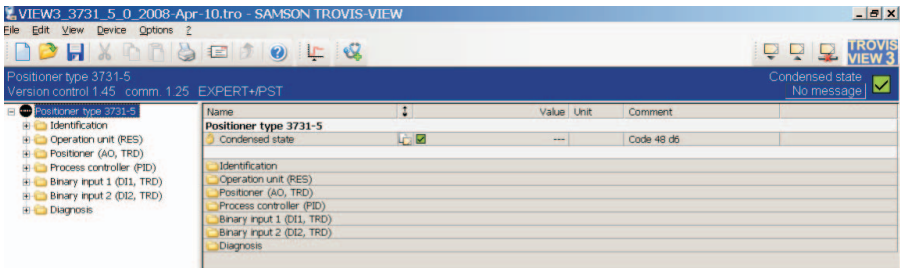 VIEW3_3731_5_0_2008-Apr-10.tro - SAMSON TROVIS-VIEW
File Edit View Device Options ?
TROVIS
VIEW 3
Positioner type 3731-5
Condensed state
Version control 1.45 comm. 1.25 EXPERT+/PST
No message
Positioner type 3731-5
Identification
Operation unit (RES)
Positioner (AO, TRD)
Process controller (PID)
Binary input 1 (DI1, TRD)
Binary input 2 (DI2, TRD)
Diagnosis
Name Value Unit Comment
Positioner type 3731-5
Condensed state --- Code 48 d6
Identification
Operation unit (RES)
Positioner (AO, TRD)
Process controller (PID)
Binary input 1 (DI1, TRD)
Binary input 2 (DI2, TRD)
Diagnosis